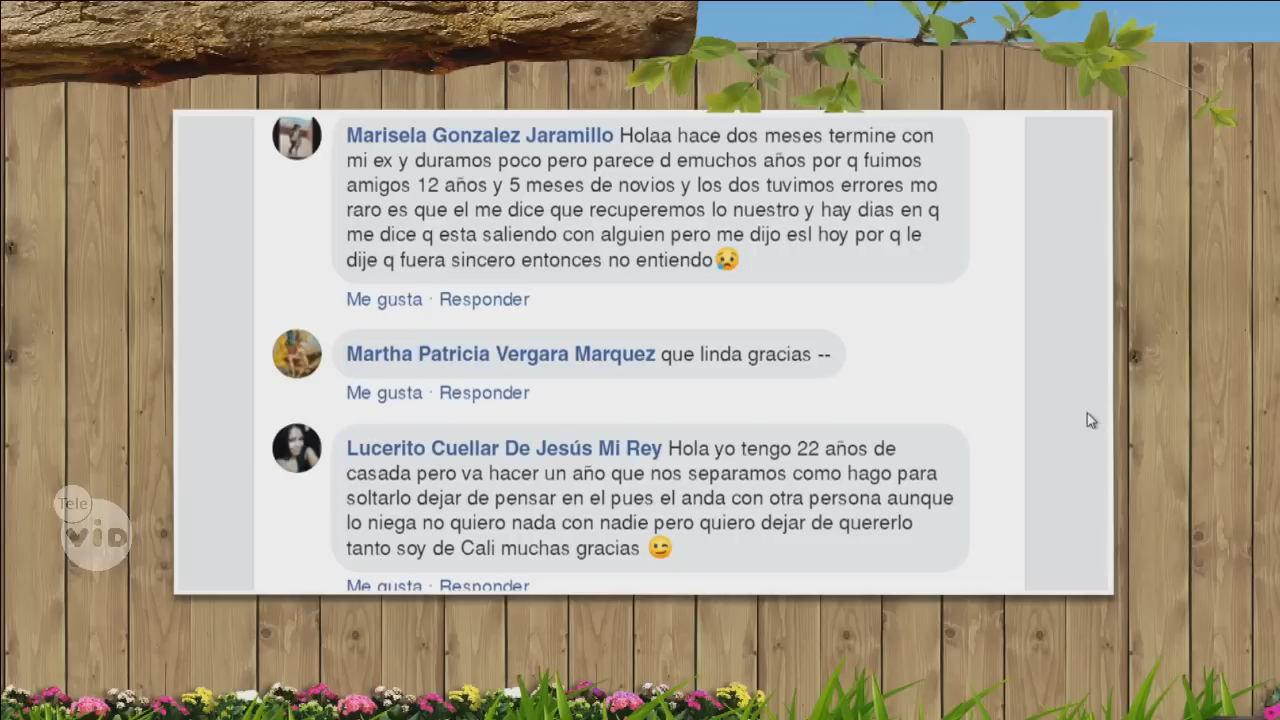 Marisela Gonzalez Jaramillo Holaa hace dos meses termine con
mi ex y duramos poco pero parece d emuchos años por q fuimos
amigos 12 años y 5 meses de novios y los dos tuvimos errores mo
raro es que el me dice que recuperemos lo nuestro y hay dias en q
me dice q esta saliendo con alguien pero me dijo esl hoy por q le
dije q fuera sincero entonces no entiendo😢
Me gusta · Responder
Martha Patricia Vergara Marquez que linda gracias --
Me gusta · Responder
Lucerito Cuellar De Jesús Mi Rey Hola yo tengo 22 años de
casada pero va hacer un año que nos separamos como hago para
soltarlo dejar de pensar en el pues el anda con otra persona aunque
lo niega no quiero nada con nadie pero quiero dejar de quererlo
tanto soy de Cali muchas gracias 😉
Me gusta · Responder
Tele
VID